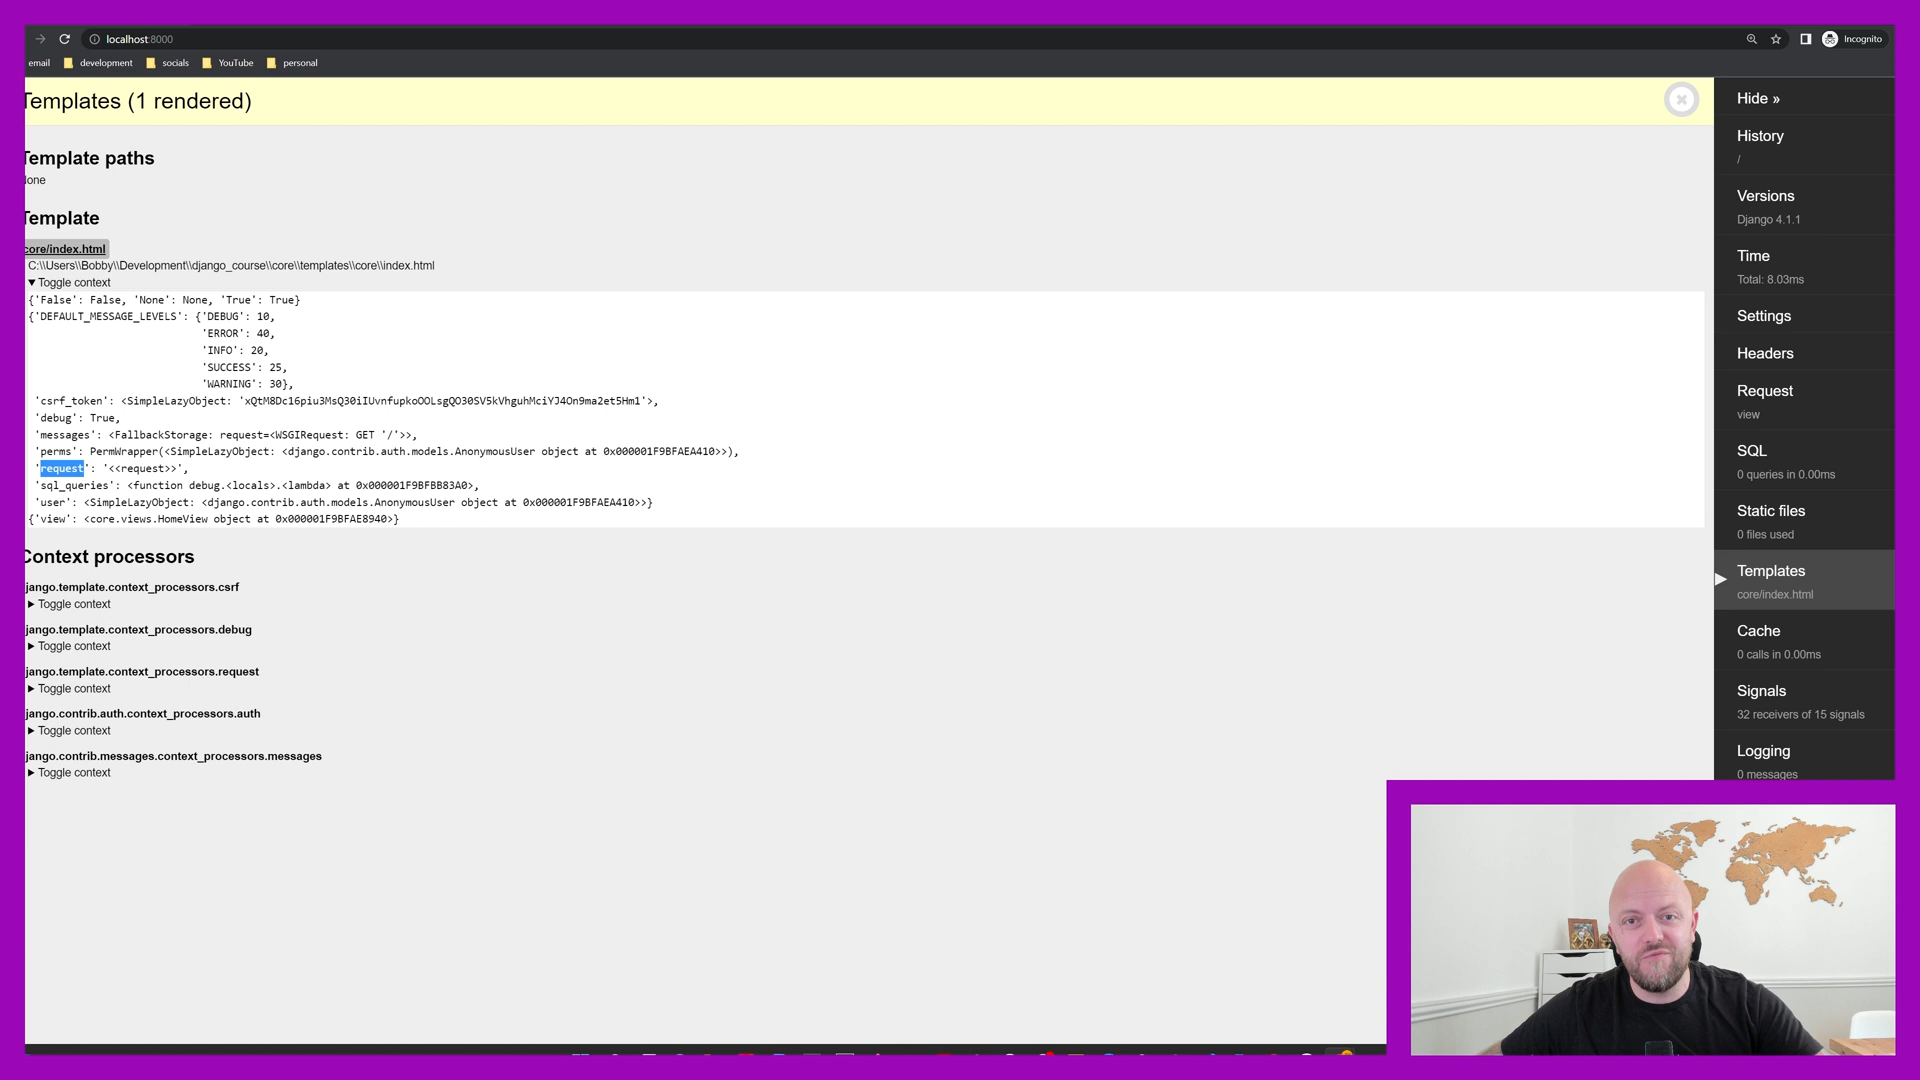 localhost:8000
Incognito
email
development
socials
YouTube
personal
Templates (1 rendered)
Hide »
History
/
Versions
Django 4.1.1
Time
Total: 8.03ms
Settings
Headers
Request
view
SQL
0 queries in 0.00ms
Static files
0 files used
Templates
core/index.html
Cache
0 calls in 0.00ms
Signals
32 receivers of 15 signals
Logging
0 messages
Template paths
None
Template
core/index.html
C:\\Users\\Bobby\\Development\\django_course\\core\\templates\\core\\index.html
▼Toggle context
{'False': False, 'None': None, 'True': True}
{'DEFAULT_MESSAGE_LEVELS': {'DEBUG': 10,
'ERROR': 40,
'INFO': 20,
'SUCCESS': 25,
'WARNING': 30},
'csrf_token': <SimpleLazyObject: 'xQtM8Dc16piu3MsQ30iIUvnfupkoOOLsgQO30SV5kVhguhMciYJ4On9ma2et5Hm1'>,
'debug': True,
'messages': <FallbackStorage: request=<WSGIRequest: GET '/'>>,
'perms': PermWrapper(<SimpleLazyObject: <django.contrib.auth.models.AnonymousUser object at 0x000001F9BFAEA410>>),
'request': '<<request>>',
'sql_queries': <function debug.<locals>.<lambda> at 0x000001F9BFBB83A0>,
'user': <SimpleLazyObject: <django.contrib.auth.models.AnonymousUser object at 0x000001F9BFAEA410>>}
{'view': <core.views.HomeView object at 0x000001F9BFAE8940>}
Context processors
jango.template.context_processors.csrf
▶ Toggle context
jango.template.context_processors.debug
▶ Toggle context
jango.template.context_processors.request
▶ Toggle context
jango.contrib.auth.context_processors.auth
▶ Toggle context
jango.contrib.messages.context_processors.messages
▶ Toggle context